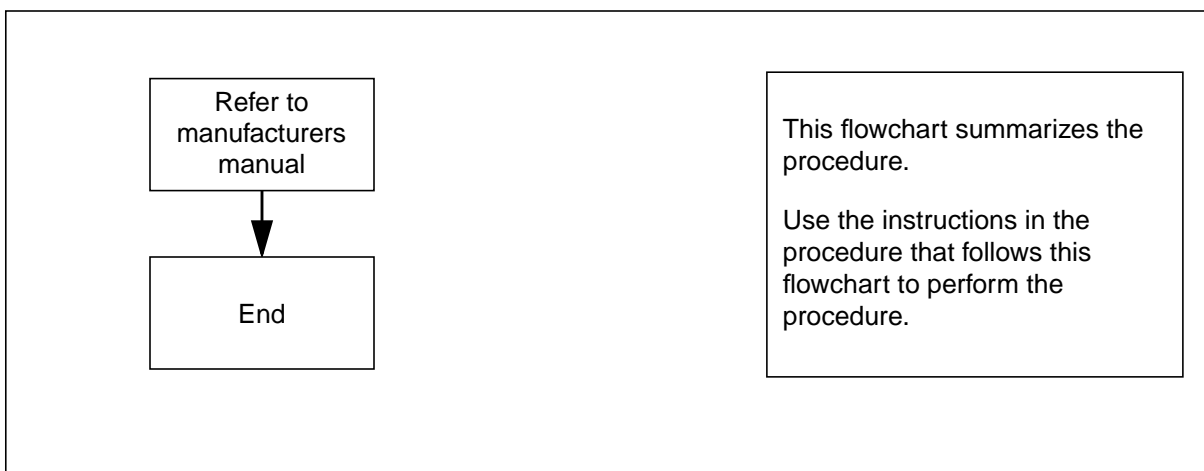 Refer to
manufacturers
manual
End
This flowchart summarizes the
procedure.
Use the instructions in the
procedure that follows this
flowchart to perform the
procedure.